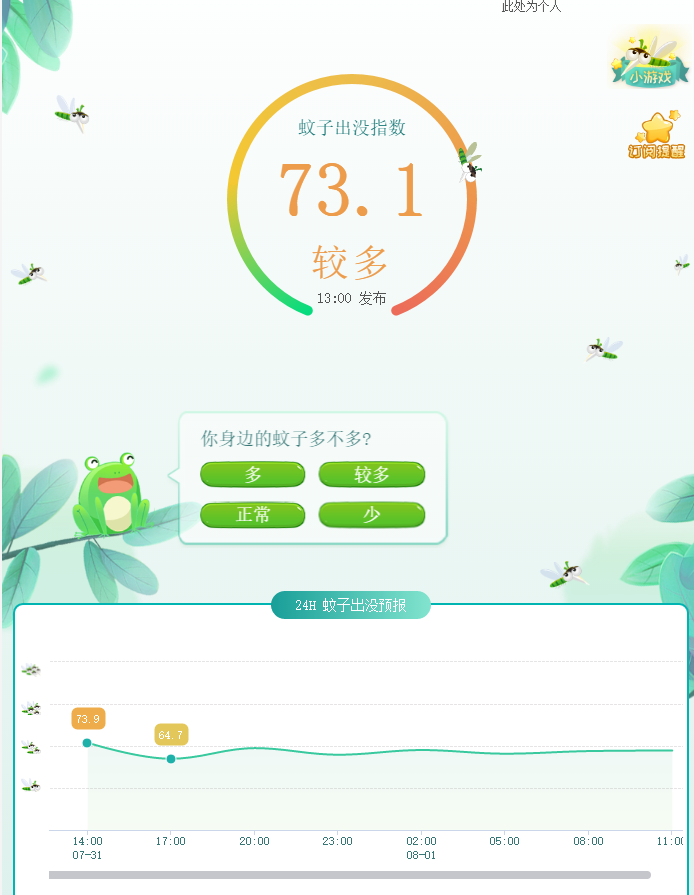 此处为个人
小游戏
订阅提醒
蚊子出没指数
73.1
较多
13:00 发布
你身边的蚊子多不多?
多 较多
正常 少
24H 蚊子出没预报
73.9
64.7
14:00 17:00 20:00 23:00 02:00 05:00 08:00 11:00
07-31 08-01